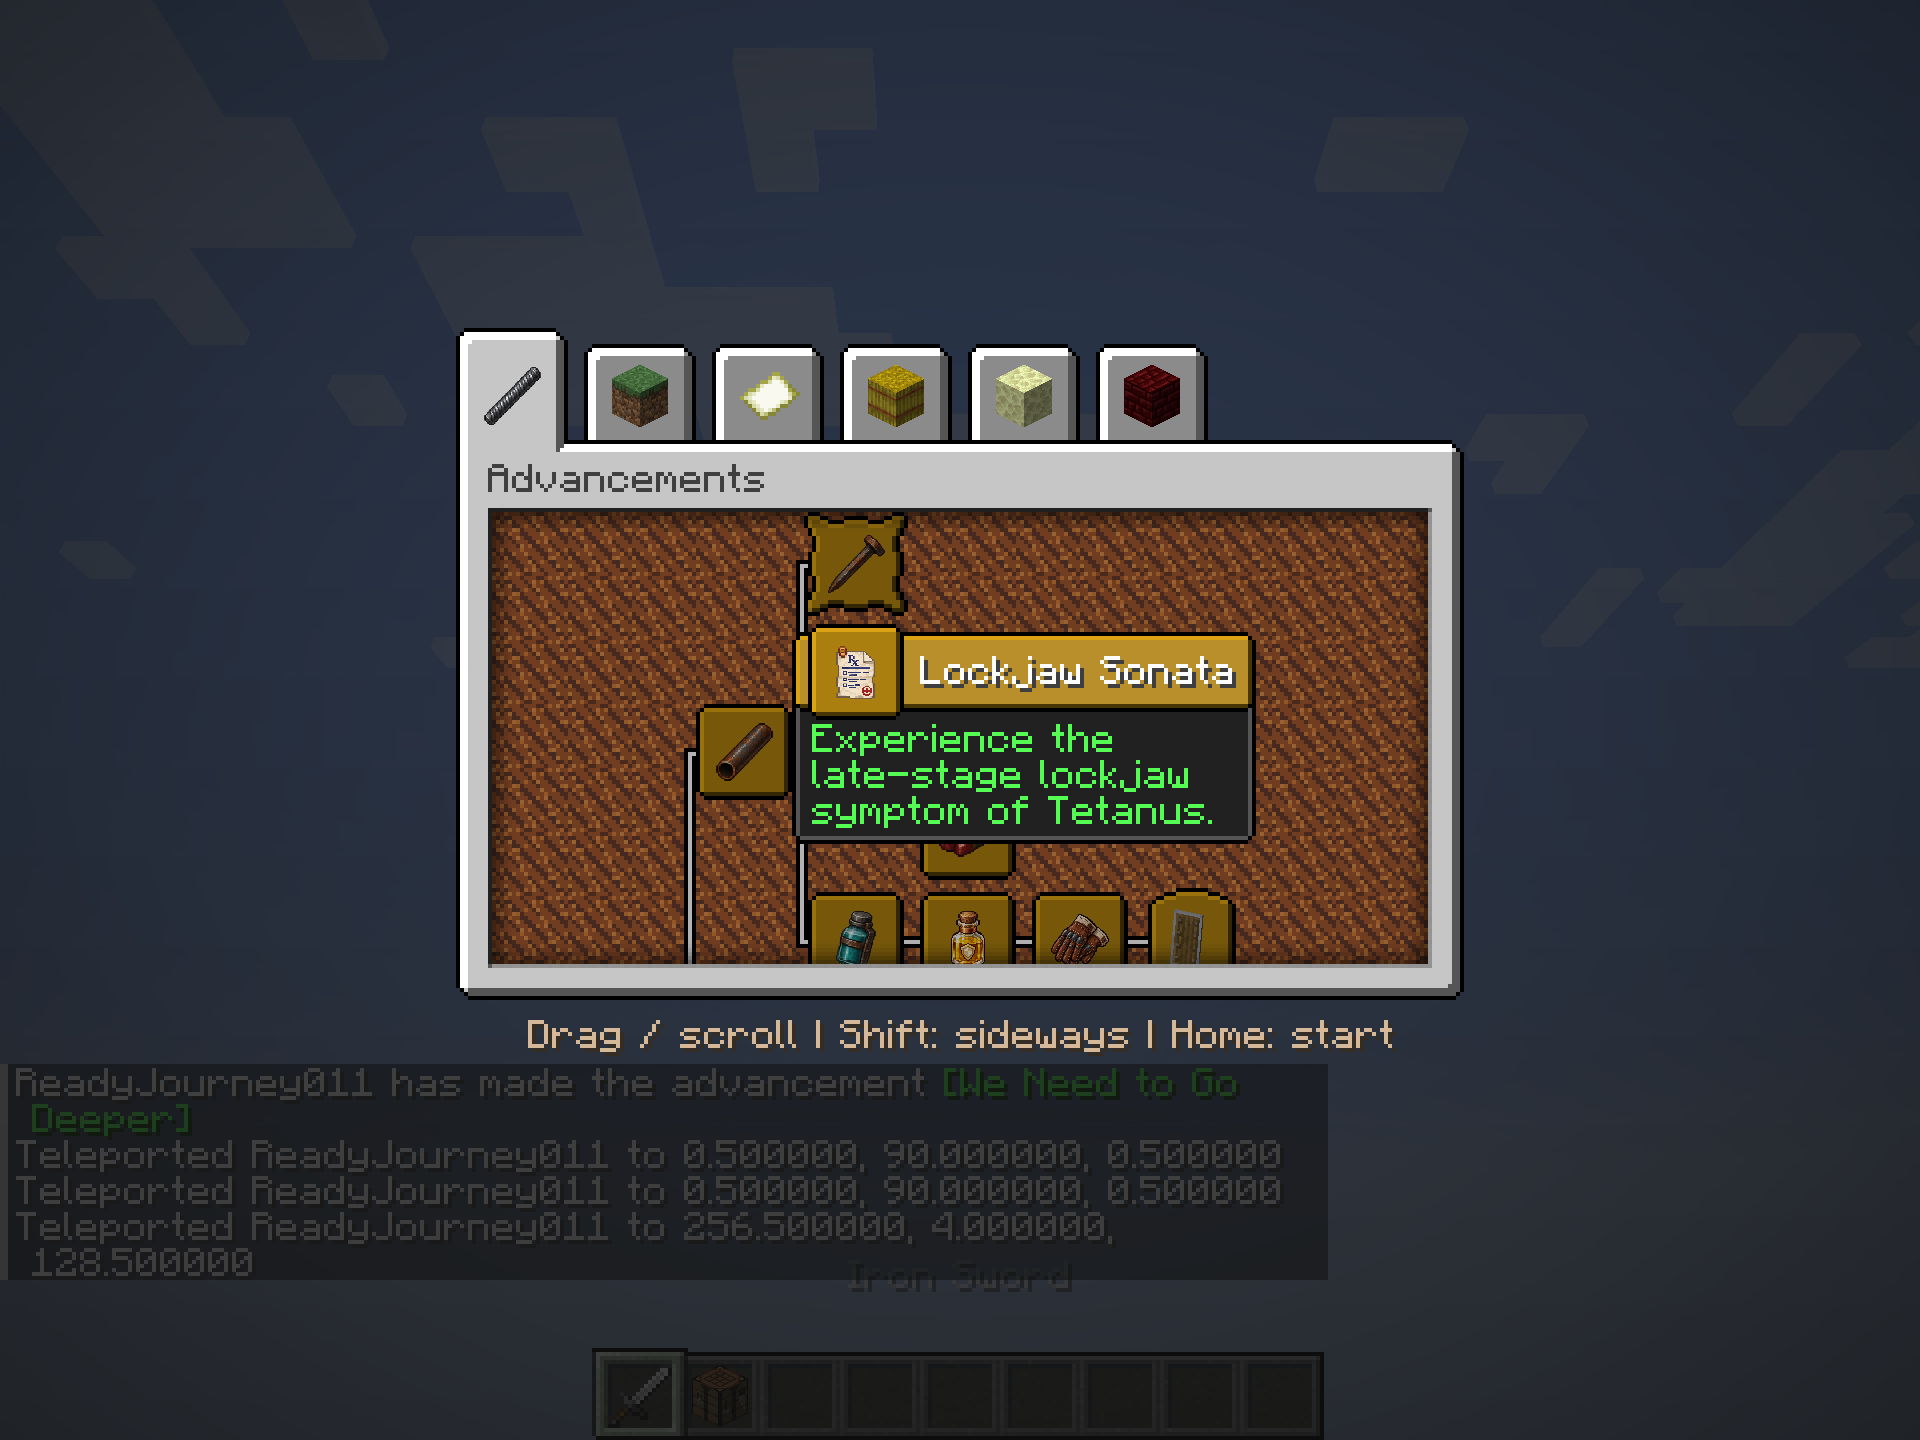 Advancements
Lockjaw Sonata
Experience the
late-stage lockjaw
symptom of Tetanus.
Drag / scroll | Shift: sideways | Home: start
ReadyJourney011 has made the advancement [We Need to Go
Deeper]
Teleported ReadyJourney011 to 0.500000, 90.000000, 0.500000
Teleported ReadyJourney011 to 0.500000, 90.000000, 0.500000
Teleported ReadyJourney011 to 256.500000, 4.000000,
128.500000
Iron Sword